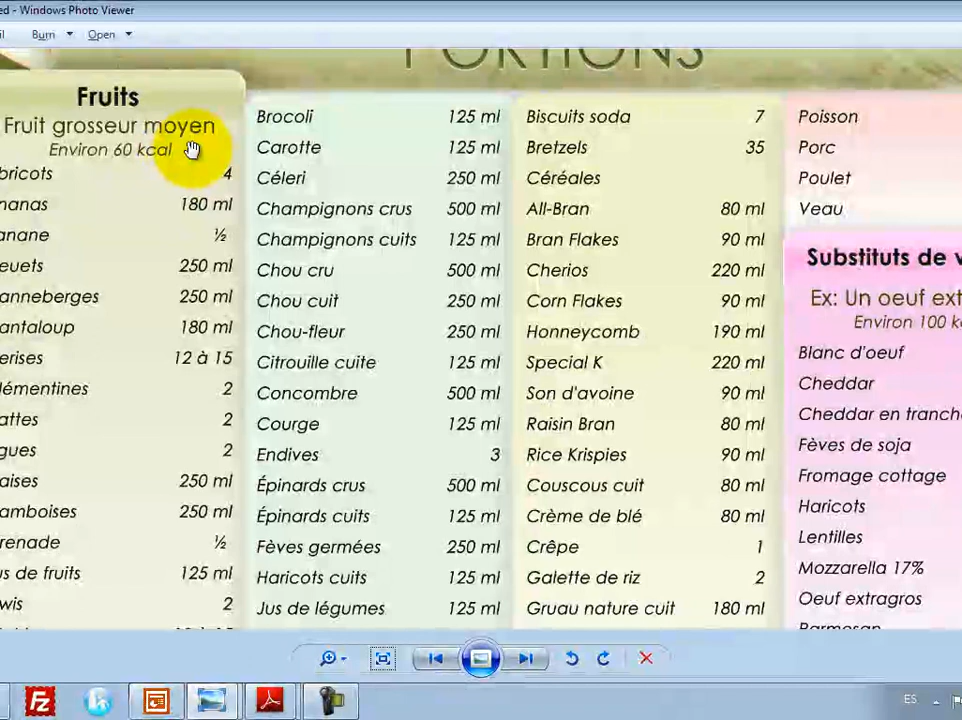 ed - Windows Photo Viewer
il Burn Open
PORTIONS
Fruits
Fruit grosseur moyen
Environ 60 kcal
bricots 4
nanas 180 ml
anane ½
euets 250 ml
anneberges 250 ml
antaloup 180 ml
erises 12 à 15
lémentines 2
attes 2
gues 2
aises 250 ml
amboises 250 ml
renade ½
us de fruits 125 ml
wis 2
Brocoli 125 ml
Carotte 125 ml
Céleri 250 ml
Champignons crus 500 ml
Champignons cuits 125 ml
Chou cru 500 ml
Chou cuit 250 ml
Chou-fleur 250 ml
Citrouille cuite 125 ml
Concombre 500 ml
Courge 125 ml
Endives 3
Épinards crus 500 ml
Épinards cuits 125 ml
Fèves germées 250 ml
Haricots cuits 125 ml
Jus de légumes 125 ml
Biscuits soda 7
Bretzels 35
Céréales
All-Bran 80 ml
Bran Flakes 90 ml
Cherios 220 ml
Corn Flakes 90 ml
Honneycomb 190 ml
Special K 220 ml
Son d'avoine 90 ml
Raisin Bran 80 ml
Rice Krispies 90 ml
Couscous cuit 80 ml
Crème de blé 80 ml
Crêpe 1
Galette de riz 2
Gruau nature cuit 180 ml
Poisson
Porc
Poulet
Veau
Substituts de v
Ex: Un oeuf ext
Environ 100 k
Blanc d'oeuf
Cheddar
Cheddar en tranch
Fèves de soja
Fromage cottage
Haricots
Lentilles
Mozzarella 17%
Oeuf extragros
Parmesan
ES